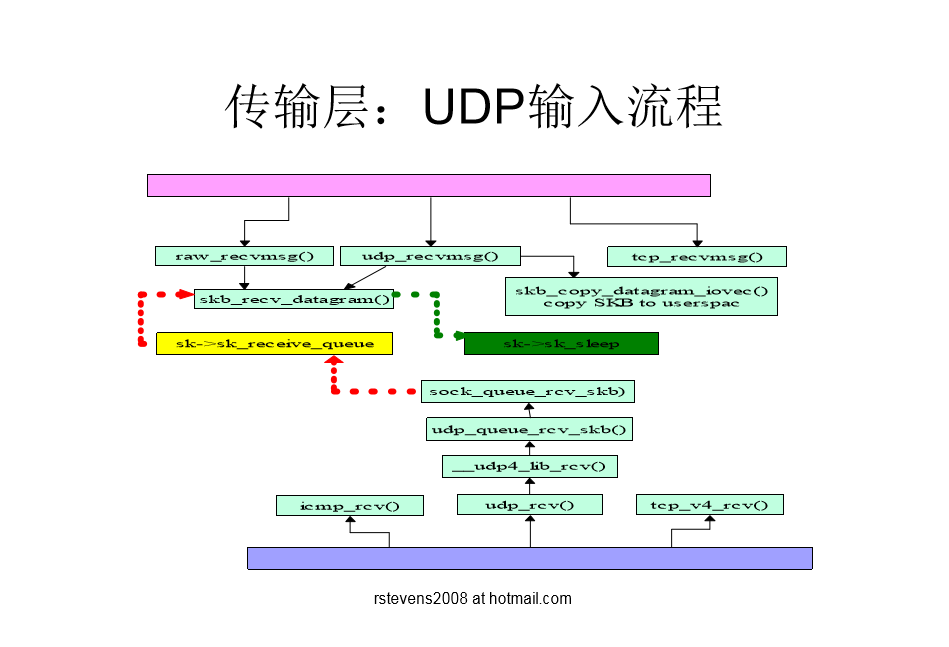 传输层：UDP输入流程
raw_recvmsg()
udp_recvmsg()
tcp_recvmsg()
skb_recv_datagram()
skb_copy_datagram_iovec()
copy SKB to userspac
sk->sk_receive_queue
sk->sk_sleep
sock_queue_rcv_skb)
udp_queue_rcv_skb()
__udp4_lib_rcv()
icmp_rcv()
udp_rcv()
tcp_v4_rcv()
rstevens2008 at hotmail.com